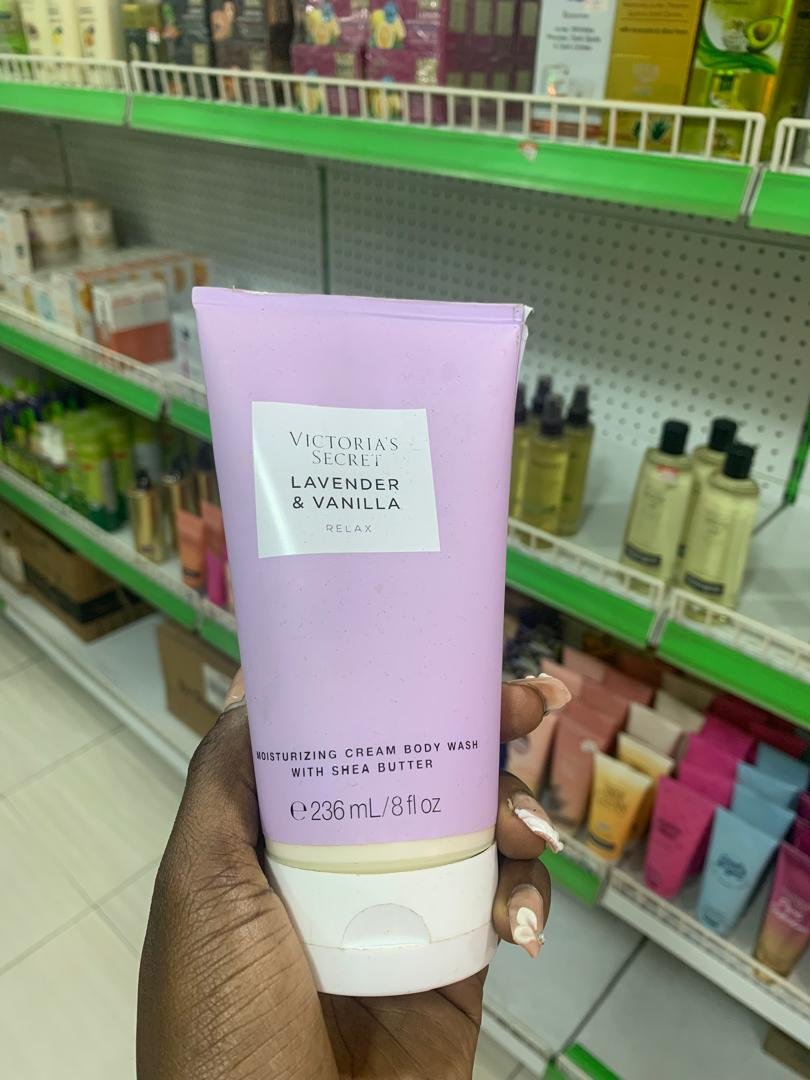 VICTORIA'S
SECRET
LAVENDER
& VANILLA
RELAX
MOISTURIZING CREAM BODY WASH
WITH SHEA BUTTER
℮ 236 mL/8 fl oz